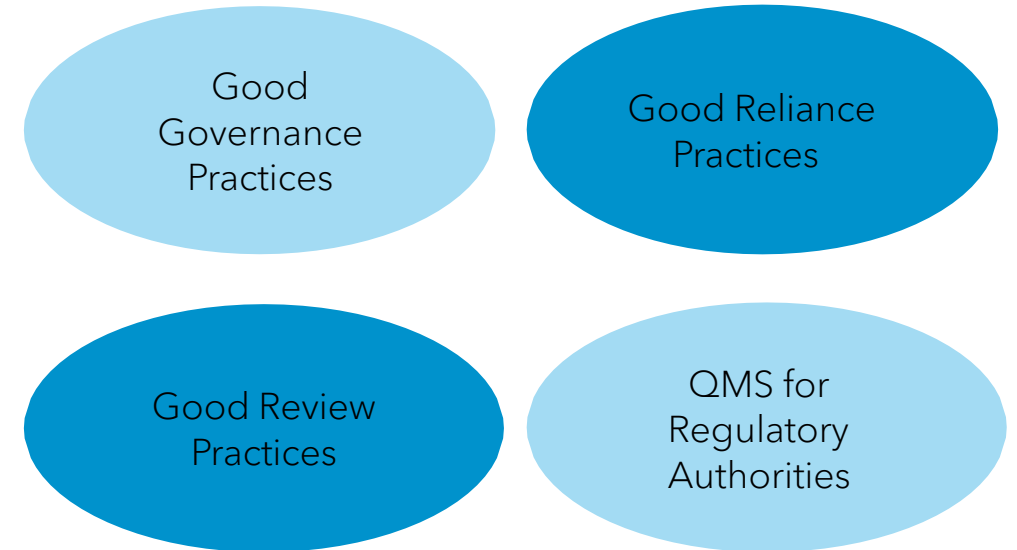 Good
Governance
Practices
Good Reliance
Practices
Good Review
Practices
QMS for
Regulatory
Authorities